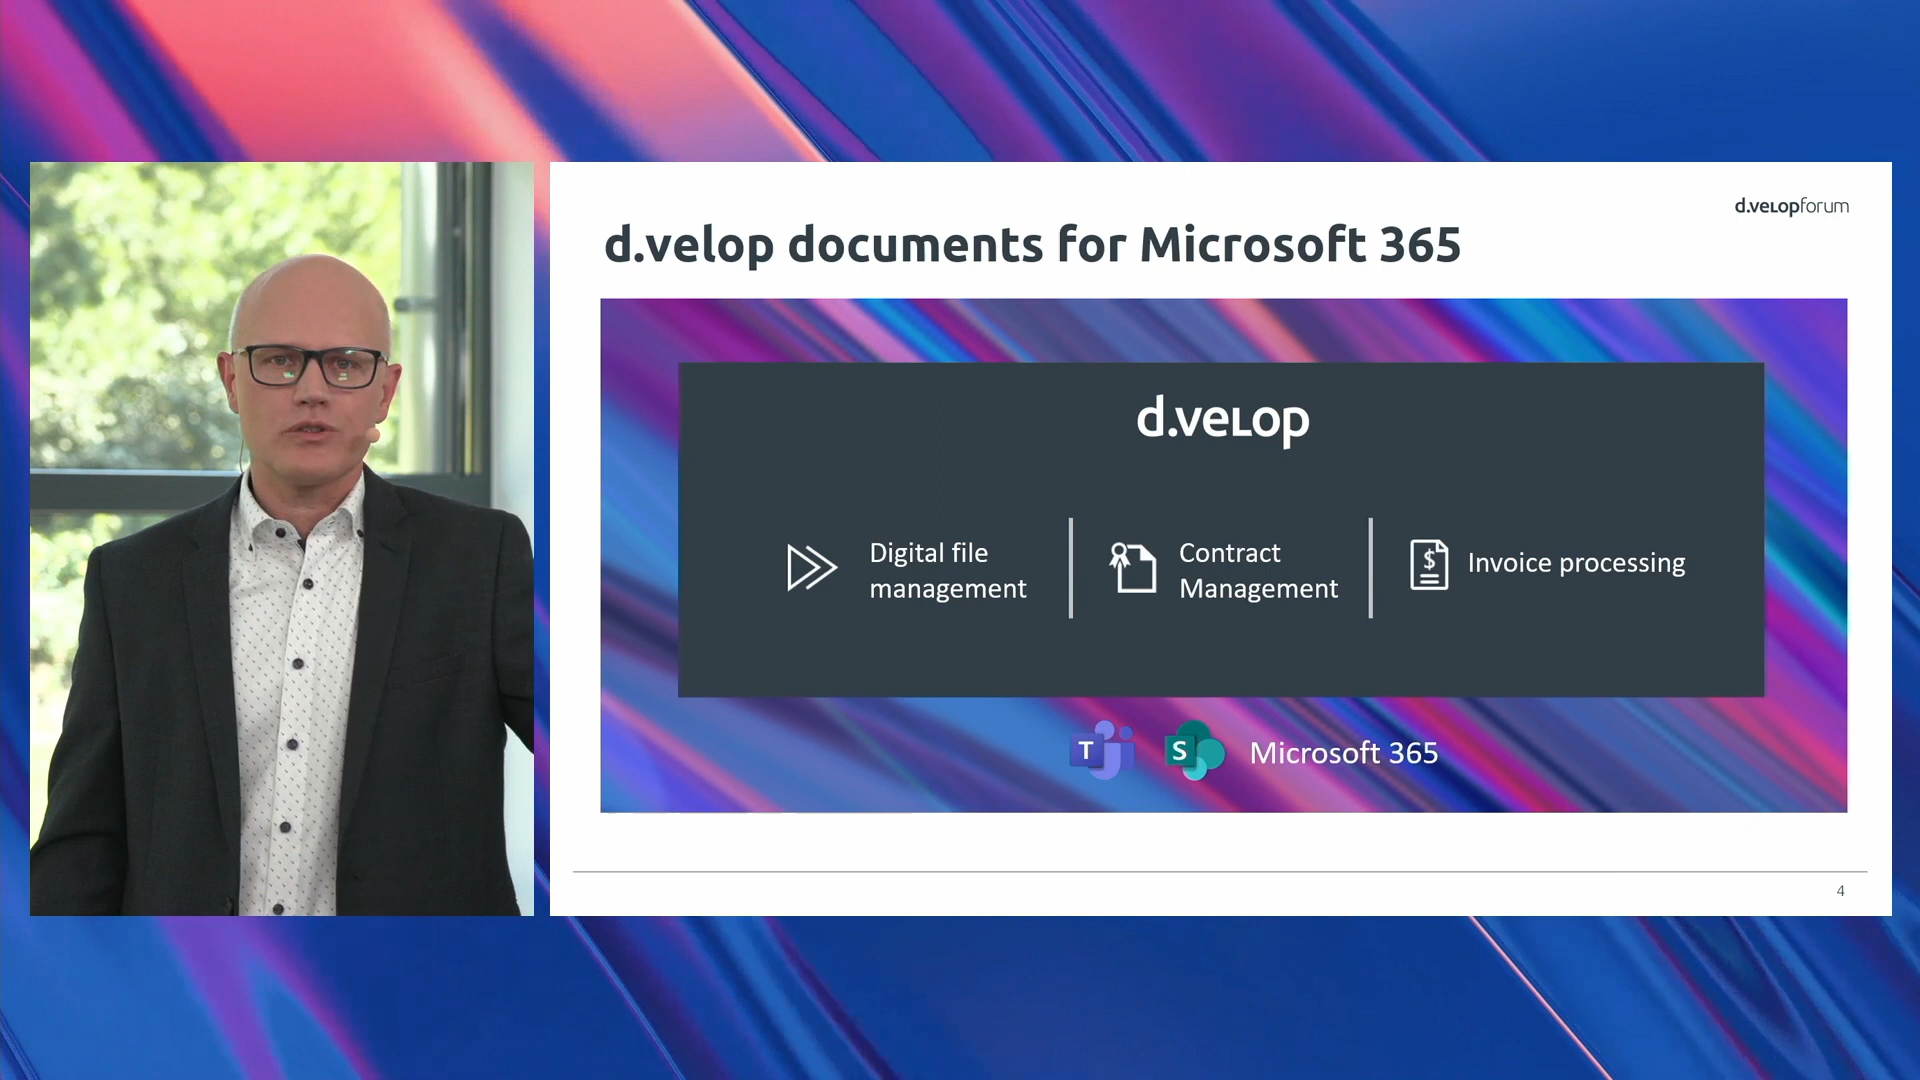 d.velopforum
d.velop documents for Microsoft 365
d.velop
Digital file
management
Contract
Management
Invoice processing
T
S
Microsoft 365
4